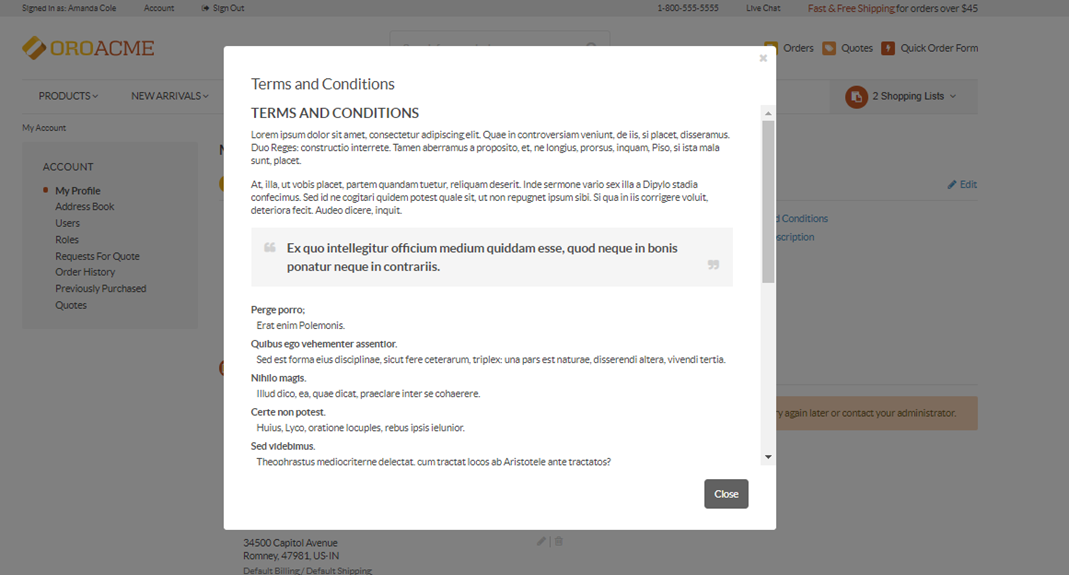 Signed in as: Amanda Cole Account Sign Out 1-800-555-5555 Live Chat Fast & Free Shipping for orders over $45
OROACME Orders Quotes Quick Order Form
PRODUCTS NEW ARRIVALS 2 Shopping Lists
My Account
ACCOUNT
My Profile
Address Book
Users
Roles
Requests For Quote
Order History
Previously Purchased
Quotes
Edit
Conditions
Terms and Conditions
TERMS AND CONDITIONS
Lorem ipsum dolor sit amet, consectetur adipiscing elit. Quae in controversiam veniunt, de iis, si placet, disseramus.
Duo Reges: constructio interrete. Tamen aberramus a proposito, et, ne longius, prorsus, inquam, Piso, si ista mala
sunt, placet.
At, illa, ut vobis placet, partem quandam tuetur, reliquam deserit. Inde sermone vario sex illa a Dipylo stadia
confecimus. Sed id ne cogitari quidem potest quale sit, ut non repugnet ipsum sibi. Si qua in iis corrigere voluit,
deteriora fecit. Audeo dicere, inquit.
“ Ex quo intellegitur officium medium quiddam esse, quod neque in bonis
ponatur neque in contrariis. ”
Perge porro;
Erat enim Polemonis.
Quibus ego vehementer assentior.
Sed est forma eius disciplinae, sicut fere ceterarum, triplex: una pars est naturae, disserendi altera, vivendi tertia.
Nihilo magis.
Illud dico, ea, quae dicat, praeclare inter se cohaerere.
Certe non potest.
Huius, Lyco, oratione locuples, rebus ipsis ielunior.
Sed videbimus.
Theophrastus mediocriterne delectat, cum tractat locos ab Aristotele ante tractatos?
Close
again later or contact your administrator.
34500 Capitol Avenue
Romney, 47981, US-IN
Default Billing / Default Shipping